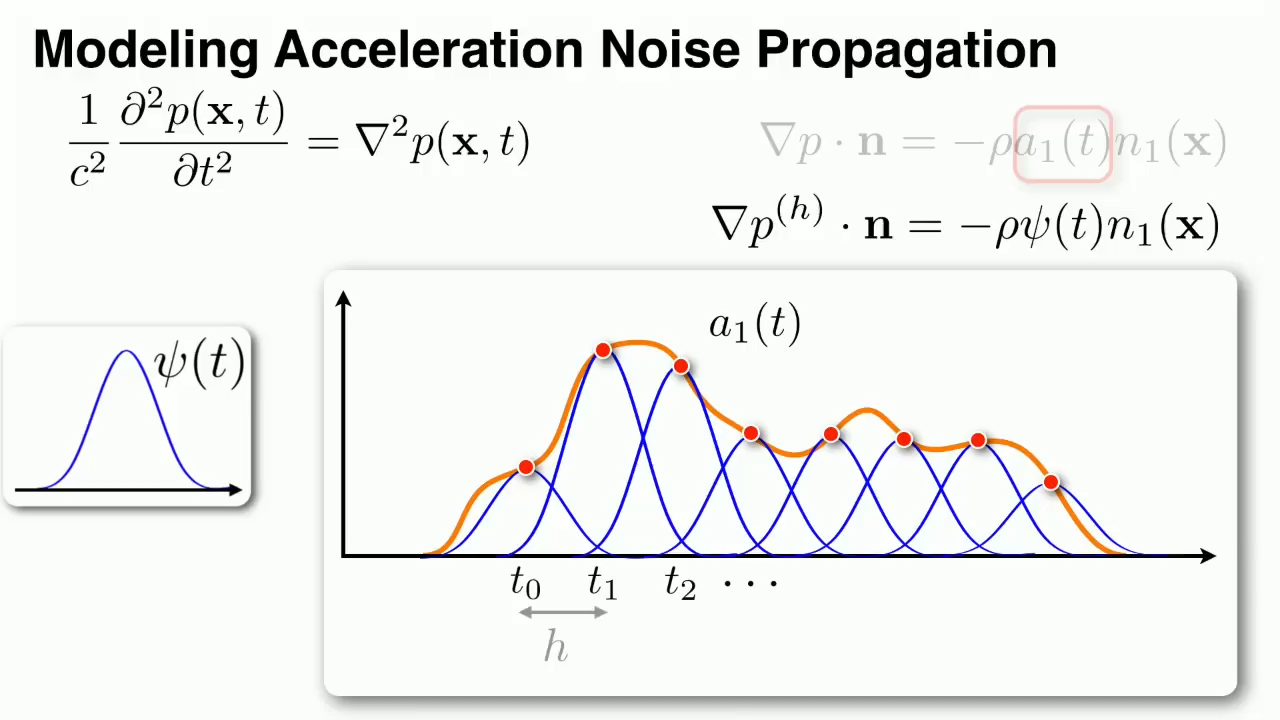 Modeling Acceleration Noise Propagation
1/c² ∂²p(x, t)/∂t² = ∇²p(x, t)
∇p · n = −ρa₁(t)n₁(x)
∇p⁽ʰ⁾ · n = −ρψ(t)n₁(x)
a₁(t)
ψ(t)
t₀ t₁ t₂ · · ·
h